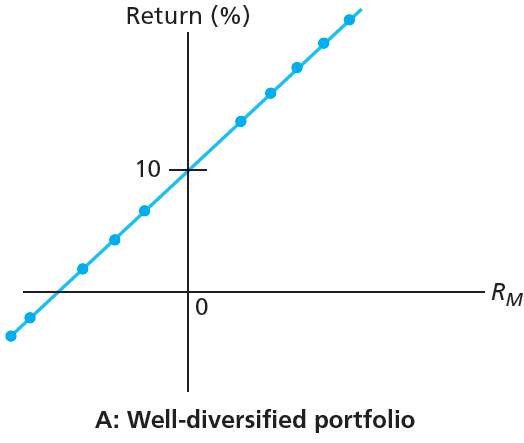 Return (%)
10
0
R_M
A: Well-diversified portfolio